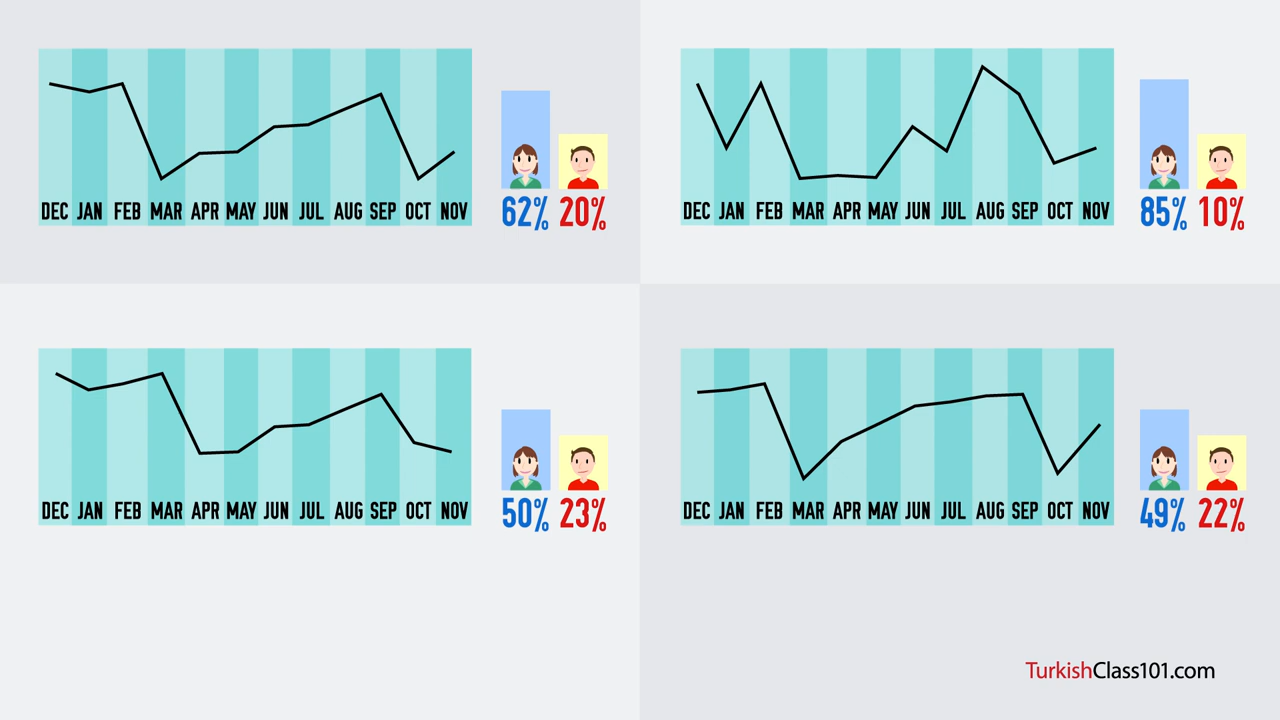 DEC JAN FEB MAR APR MAY JUN JUL AUG SEP OCT NOV
62% 20%
DEC JAN FEB MAR APR MAY JUN JUL AUG SEP OCT NOV
85% 10%
DEC JAN FEB MAR APR MAY JUN JUL AUG SEP OCT NOV
50% 23%
DEC JAN FEB MAR APR MAY JUN JUL AUG SEP OCT NOV
49% 22%
TurkishClass101.com